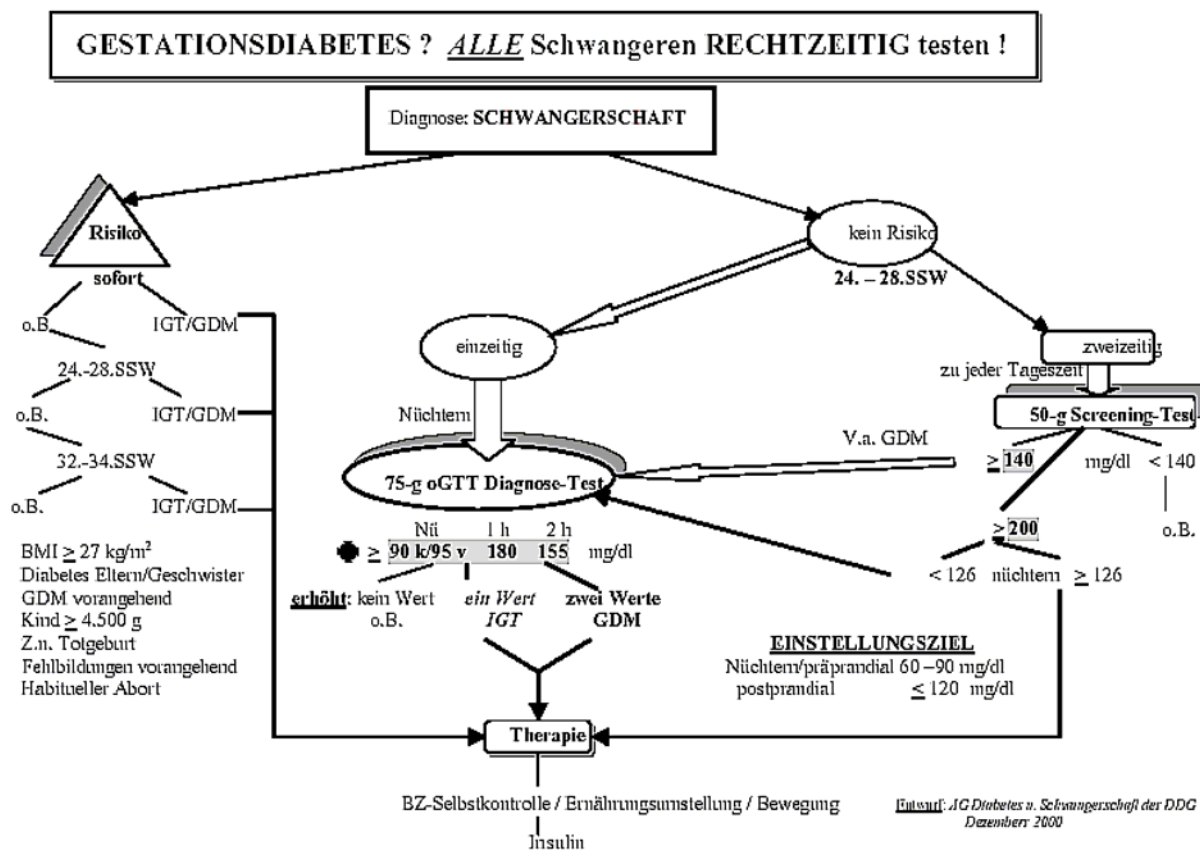 GESTATIONSDIABETES ? ALLE Schwangeren RECHTZEITIG testen !
Diagnose: SCHWANGERSCHAFT
Risiko
sofort
o.B. IGT/GDM
24.-28.SSW
o.B. IGT/GDM
32.-34.SSW
o.B. IGT/GDM
BMI ≥ 27 kg/m²
Diabetes Eltern/Geschwister
GDM vorangehend
Kind ≥ 4.500 g
Z.n. Totgeburt
Fehlbildungen vorangehend
Habitueller Abort
kein Risiko
24. – 28.SSW
einzeitig
Nüchtern
75-g oGTT Diagnose-Test
Nü 1 h 2 h
≥ 90 k/95 v 180 155 mg/dl
erhöht: kein Wert ein Wert zwei Werte
o.B. IGT GDM
zweizeitig
zu jeder Tageszeit
50-g Screening-Test
V.a. GDM
≥ 140 mg/dl < 140
≥ 200 o.B.
< 126 nüchtern ≥ 126
EINSTELLUNGSZIEL
Nüchtern/präprandial 60 –90 mg/dl
postprandial ≤ 120 mg/dl
Therapie
BZ-Selbstkontrolle / Ernährungsumstellung / Bewegung
Insulin
Entwurf: AG Diabetes u. Schwangerschaft der DDG
Dezember 2000